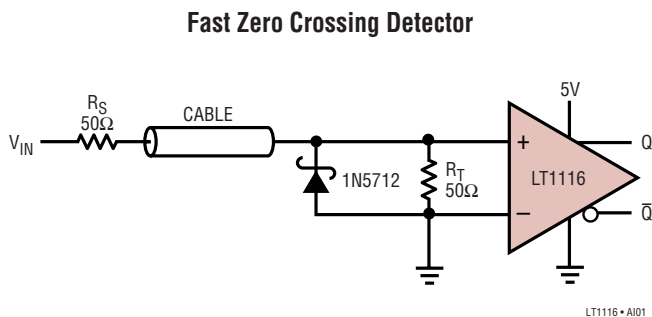 Fast Zero Crossing Detector
5V
R_S
50Ω
CABLE
V_IN
+
Q
1N5712
R_T
50Ω
LT1116
−
Q̅
LT1116 • AI01